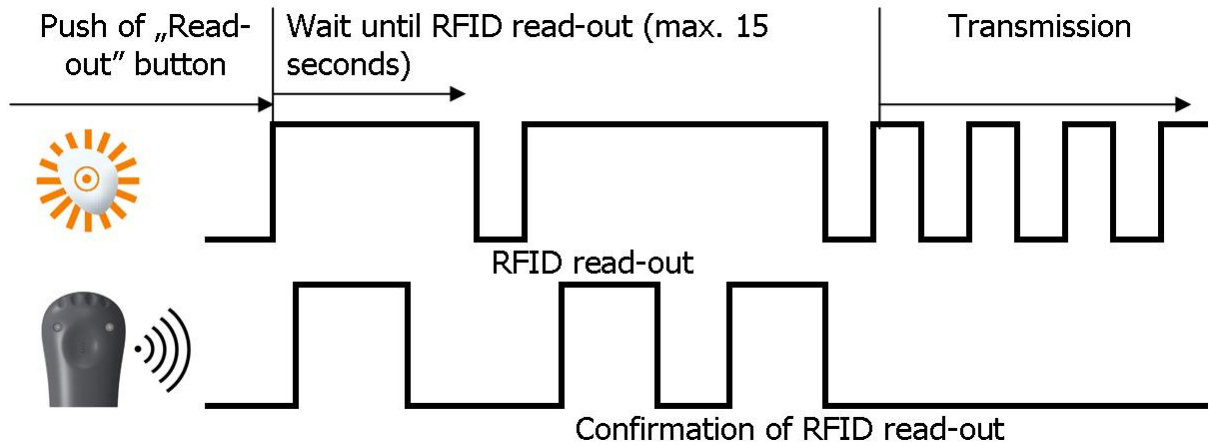 Push of „Read-
out” button
Wait until RFID read-out (max. 15
seconds)
Transmission
RFID read-out
Confirmation of RFID read-out